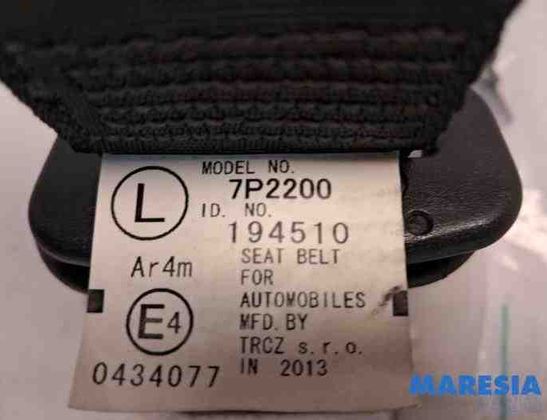 MODEL NO.
7P2200
L
ID. NO.
194510
Ar4m
SEAT BELT
FOR
AUTOMOBILES
E4
MFD. BY
TRCZ s.r.o.
0434077
IN 2013
MARESIA